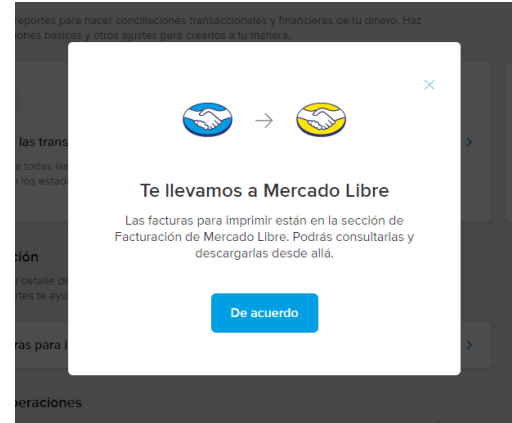 reportes para hacer conciliaciones transaccionales y financieras de tu dinero. Haz
iones básicas y otros ajustes para crearlos a tu manera.
las trans
a todas las
los estad
Te llevamos a Mercado Libre
Las facturas para imprimir están en la sección de
Facturación de Mercado Libre. Podrás consultarlas y
descargarlas desde allá.
ción
l detalle de
rtes te ayu
De acuerdo
ras para i
eraciones